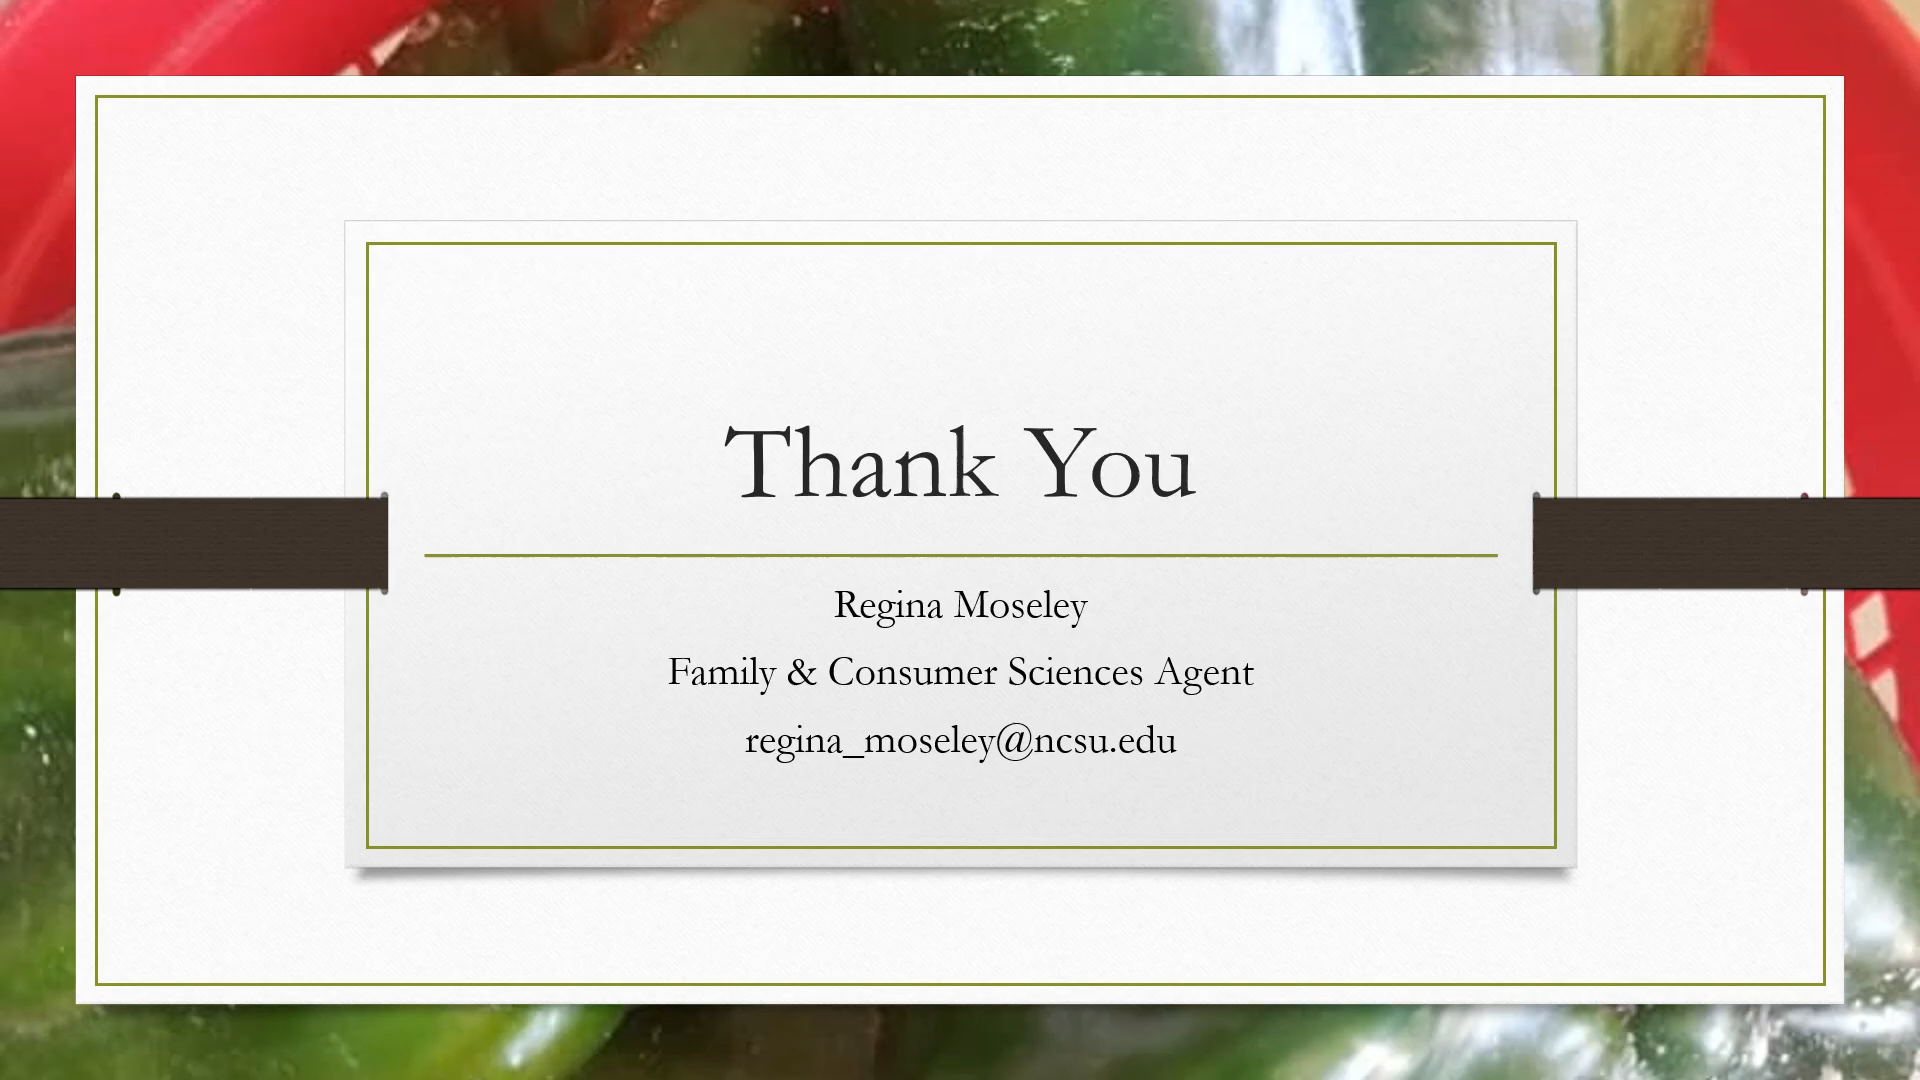 Thank You
Regina Moseley
Family & Consumer Sciences Agent
regina_moseley@ncsu.edu